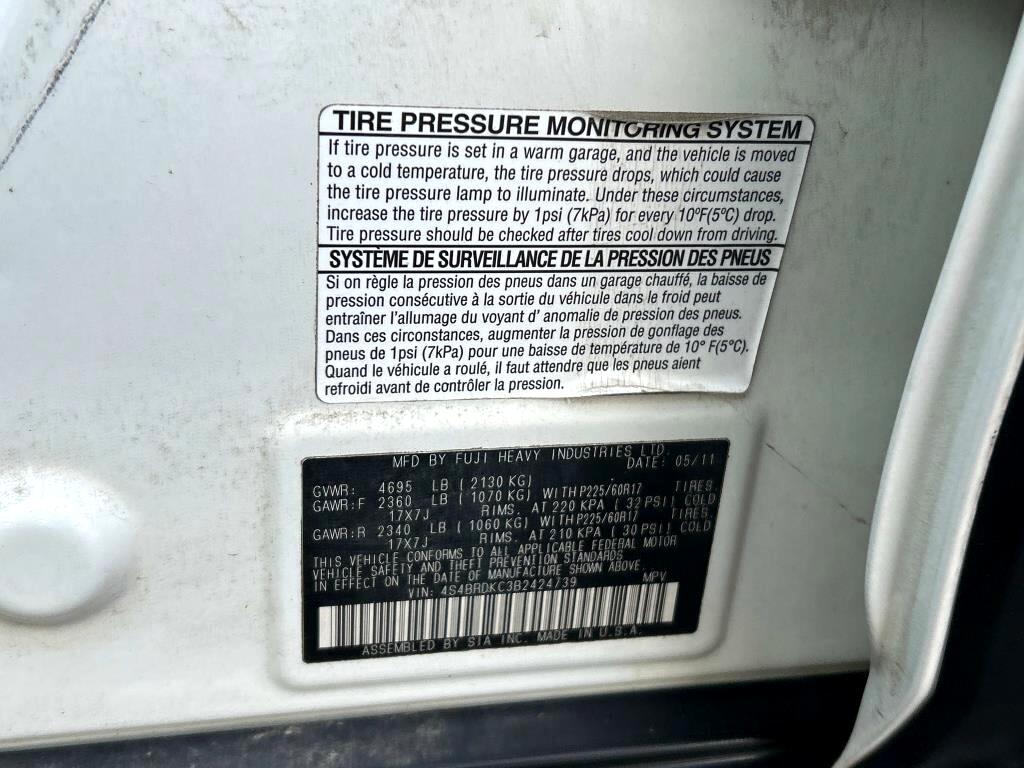 TIRE PRESSURE MONITORING SYSTEM
If tire pressure is set in a warm garage, and the vehicle is moved
to a cold temperature, the tire pressure drops, which could cause
the tire pressure lamp to illuminate. Under these circumstances,
increase the tire pressure by 1psi (7kPa) for every 10ºF(5ºC) drop.
Tire pressure should be checked after tires cool down from driving.
SYSTÈME DE SURVEILLANCE DE LA PRESSION DES PNEUS
Si on règle la pression des pneus dans un garage chauffé, la baisse de
pression consécutive à la sortie du véhicule dans le froid peut
entraîner l'allumage du voyant d' anomalie de pression des pneus.
Dans ces circonstances, augmenter la pression de gonflage des
pneus de 1psi (7kPa) pour une baisse de température de 10° F(5°C).
Quand le véhicule a roulé, il faut attendre que les pneus aient
refroidi avant de contrôler la pression.
MFD BY FUJI HEAVY INDUSTRIES LTD.
DATE: 05/11
GVWR: 4695 LB (2130 KG)
GAWR:F 2360 LB (1070 KG) WITH P225/60R17 TIRES,
17X7J RIMS, AT 220 KPA (32 PSI) COLD
GAWR:R 2340 LB (1060 KG) WITH P225/60R17 TIRES,
17X7J RIMS, AT 210 KPA (30 PSI) COLD
THIS VEHICLE CONFORMS TO ALL APPLICABLE FEDERAL MOTOR
VEHICLE SAFETY AND THEFT PREVENTION STANDARDS
IN EFFECT ON THE DATE OF MANUFACTURE SHOWN ABOVE.
VIN: 4S4BRDKC3B2424739 MPV
ASSEMBLED BY SIA INC. MADE IN U.S.A.